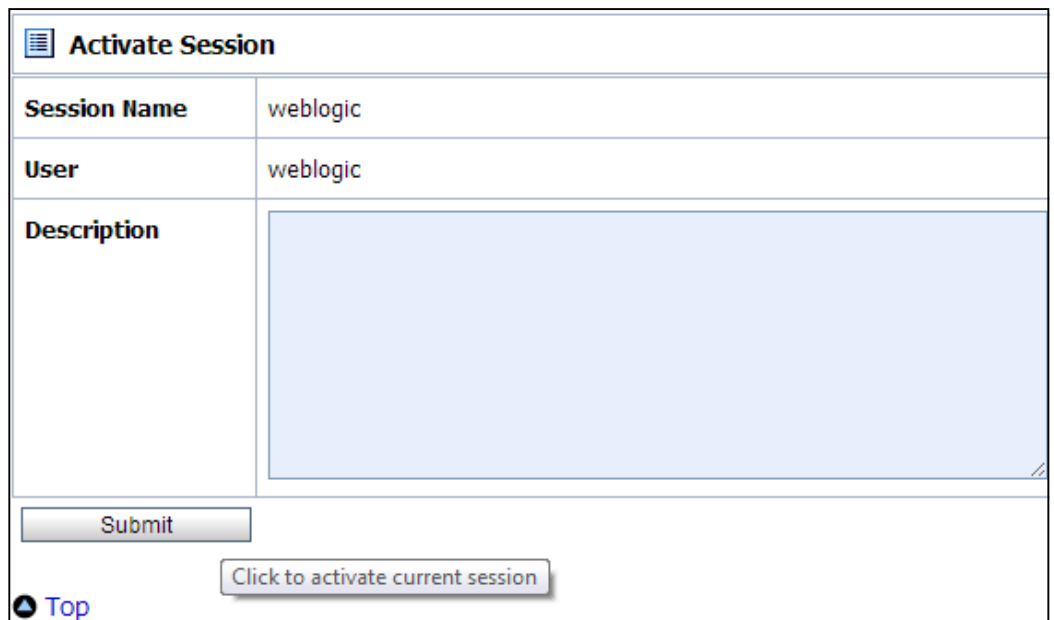 Activate Session
Session Name weblogic
User weblogic
Description
Submit
Click to activate current session
Top